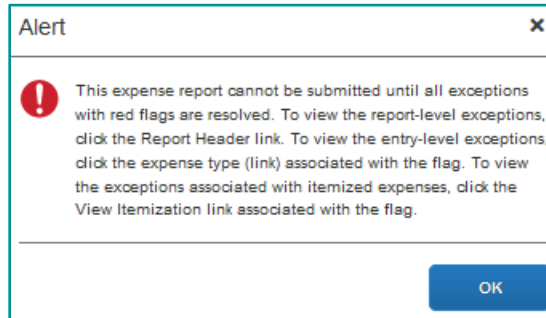 Alert
This expense report cannot be submitted until all exceptions
with red flags are resolved. To view the report-level exceptions,
click the Report Header link. To view the entry-level exceptions,
click the expense type (link) associated with the flag. To view
the exceptions associated with itemized expenses, click the
View Itemization link associated with the flag.
OK